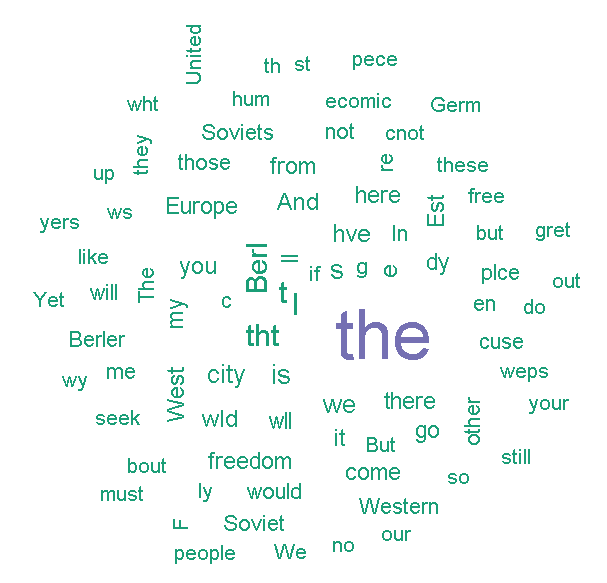 United
th st pece
wht hum ecomic Germ
they Soviets not cnot
up those from re these
yers ws Europe And here Est free
like you Berl = hve In but gret
Yet will The my c t l if S g e dy plce out
tht the en do
Berler cuse
wy me West city is weps
seek wld wll we there other your
it But go
bout freedom come so still
must ly would Western
F Soviet our
people We no